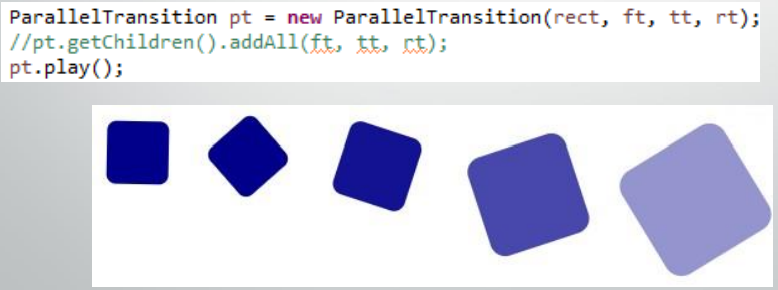 ParallelTransition pt = new ParallelTransition(rect, ft, tt, rt);
//pt.getChildren().addAll(ft, tt, rt);
pt.play();